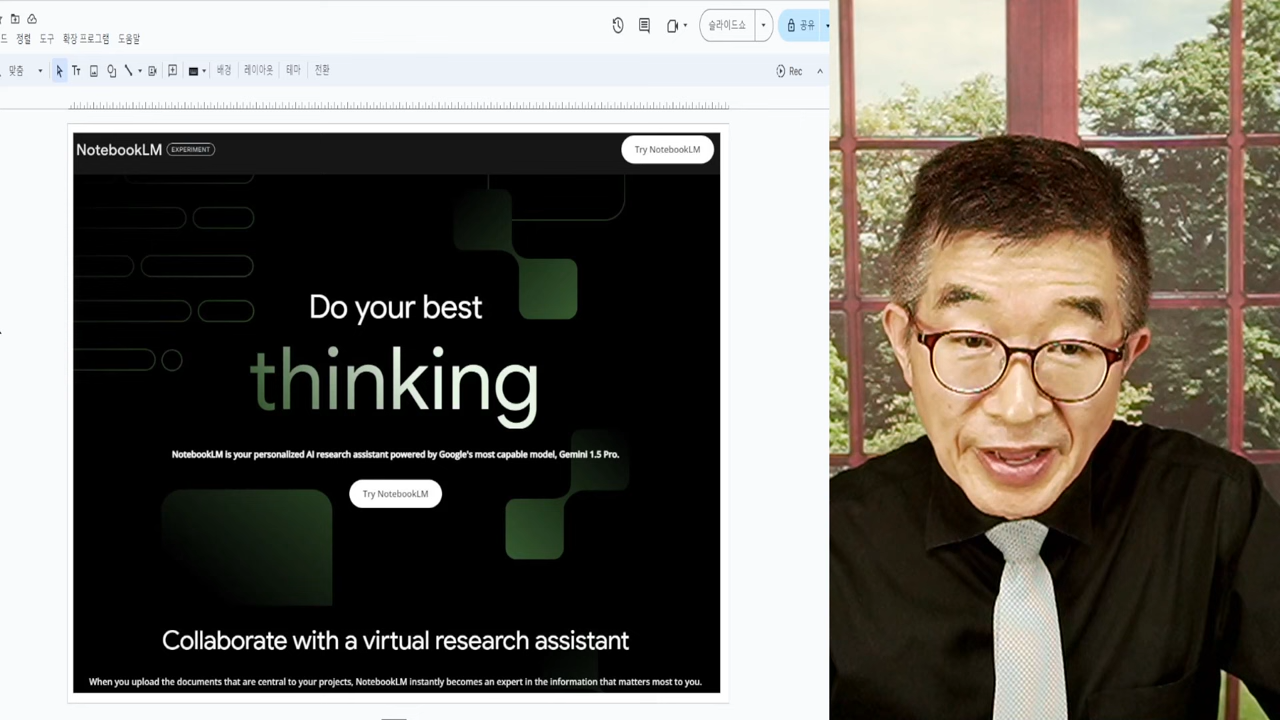 슬라이드쇼
공유
드 정렬 도구 확장 프로그램 도움말
맞춤 Tт 배경 레이아웃 테마 전환 Rec
NotebookLM EXPERIMENT Try NotebookLM
Do your best
thinking
NotebookLM is your personalized AI research assistant powered by Google's most capable model, Gemini 1.5 Pro.
Try NotebookLM
Collaborate with a virtual research assistant
When you upload the documents that are central to your projects, NotebookLM instantly becomes an expert in the information that matters most to you.